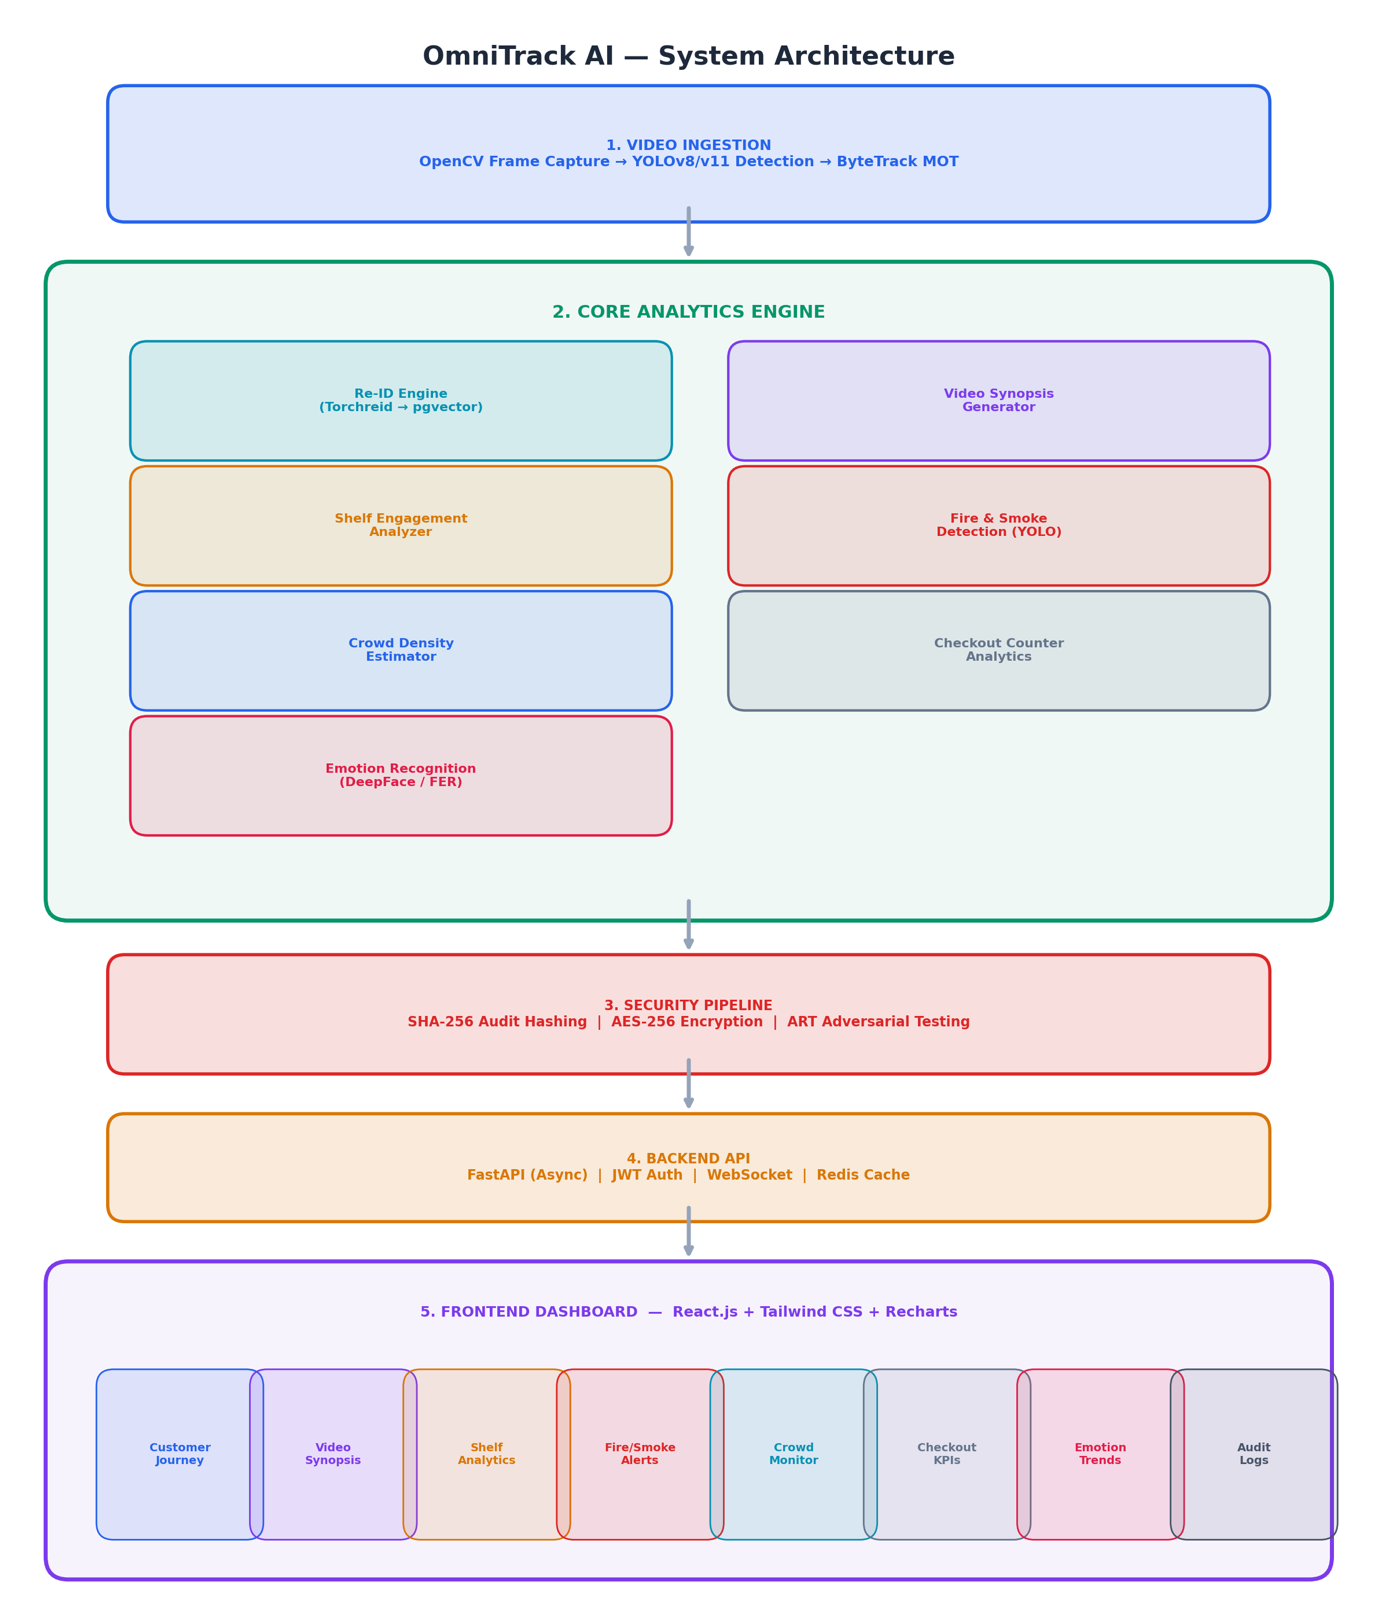 OmniTrack AI — System Architecture
1. VIDEO INGESTION
OpenCV Frame Capture → YOLOv8/v11 Detection → ByteTrack MOT
2. CORE ANALYTICS ENGINE
Re-ID Engine
(Torchreid → pgvector)
Video Synopsis
Generator
Shelf Engagement
Analyzer
Fire & Smoke
Detection (YOLO)
Crowd Density
Estimator
Checkout Counter
Analytics
Emotion Recognition
(DeepFace / FER)
3. SECURITY PIPELINE
SHA-256 Audit Hashing | AES-256 Encryption | ART Adversarial Testing
4. BACKEND API
FastAPI (Async) | JWT Auth | WebSocket | Redis Cache
5. FRONTEND DASHBOARD — React.js + Tailwind CSS + Recharts
Customer
Journey
Video
Synopsis
Shelf
Analytics
Fire/Smoke
Alerts
Crowd
Monitor
Checkout
KPIs
Emotion
Trends
Audit
Logs